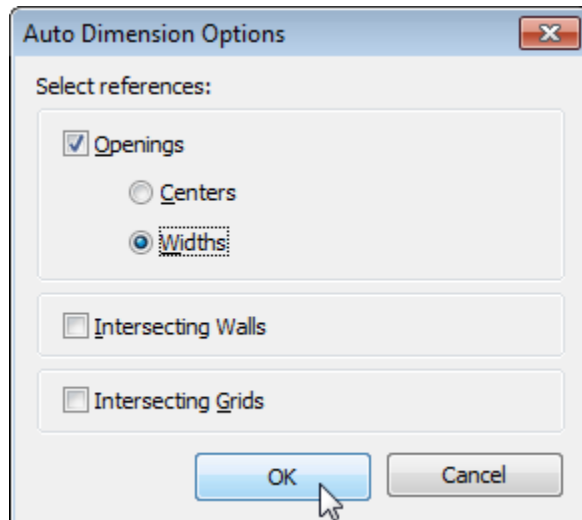 Auto Dimension Options
Select references:
Openings
Centers
Widths
Intersecting Walls
Intersecting Grids
OK Cancel